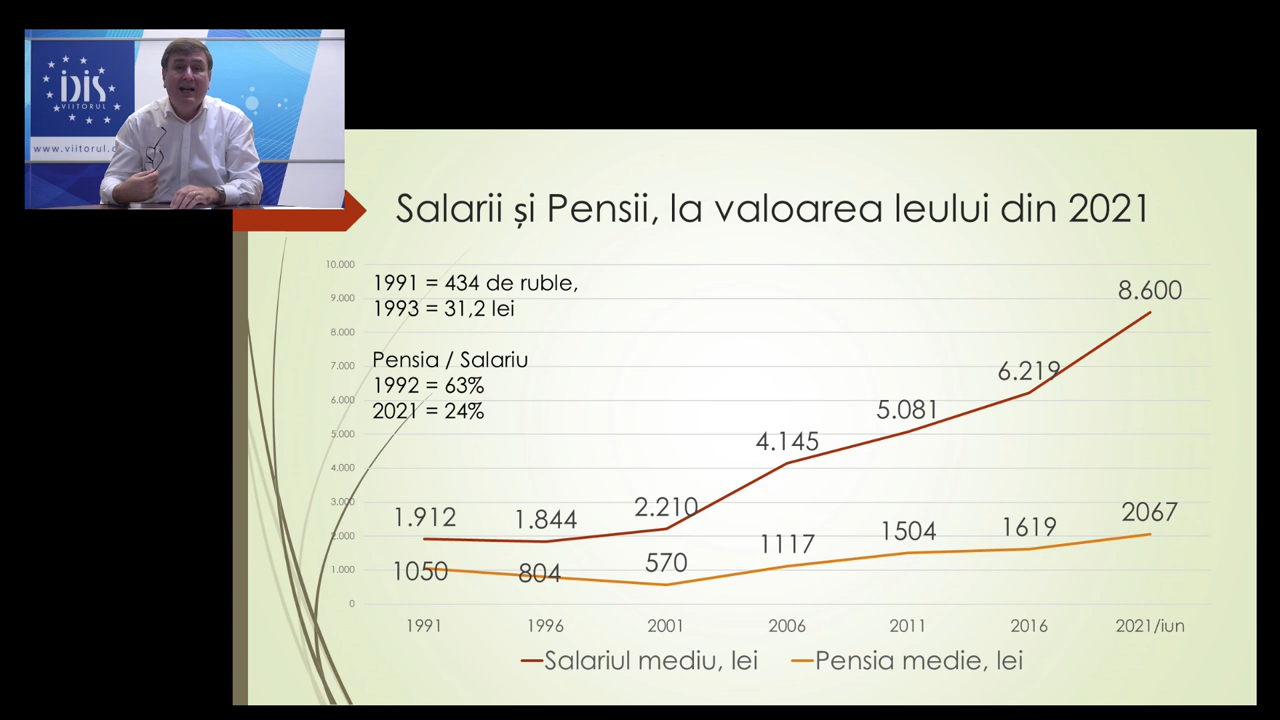 IDIS
VIITORUL
www.viitorul.
Salarii și Pensii, la valoarea leului din 2021
1991 = 434 de ruble,
1993 = 31,2 lei
Pensia / Salariu
1992 = 63%
2021 = 24%
10.000
9.000
8.000
7.000
6.000
5.000
4.000
3.000
2.000
1.000
0
1.912
1.844
2.210
4.145
5.081
6.219
8.600
1050
804
570
1117
1504
1619
2067
1991
1996
2001
2006
2011
2016
2021/iun
Salariul mediu, lei
Pensia medie, lei